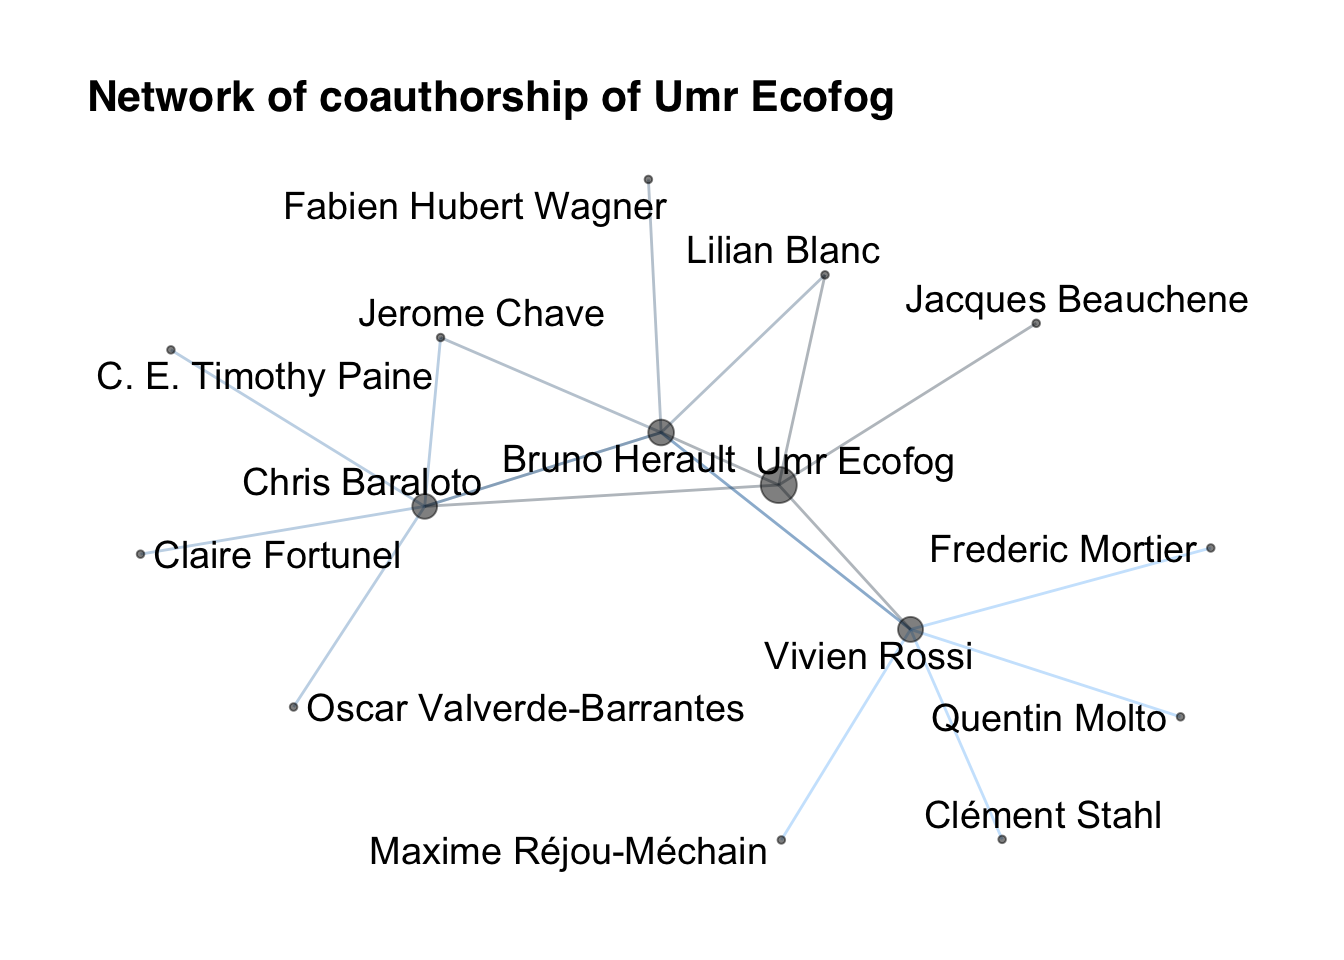 Network of coauthorship of Umr Ecofog
Fabien Hubert Wagner
Lilian Blanc
Jacques Beauchene
Jerome Chave
C. E. Timothy Paine
Bruno Herault
Umr Ecofog
Chris Baraloto
Claire Fortunel
Frederic Mortier
Vivien Rossi
Oscar Valverde-Barrantes
Quentin Molto
Clément Stahl
Maxime Réjou-Méchain